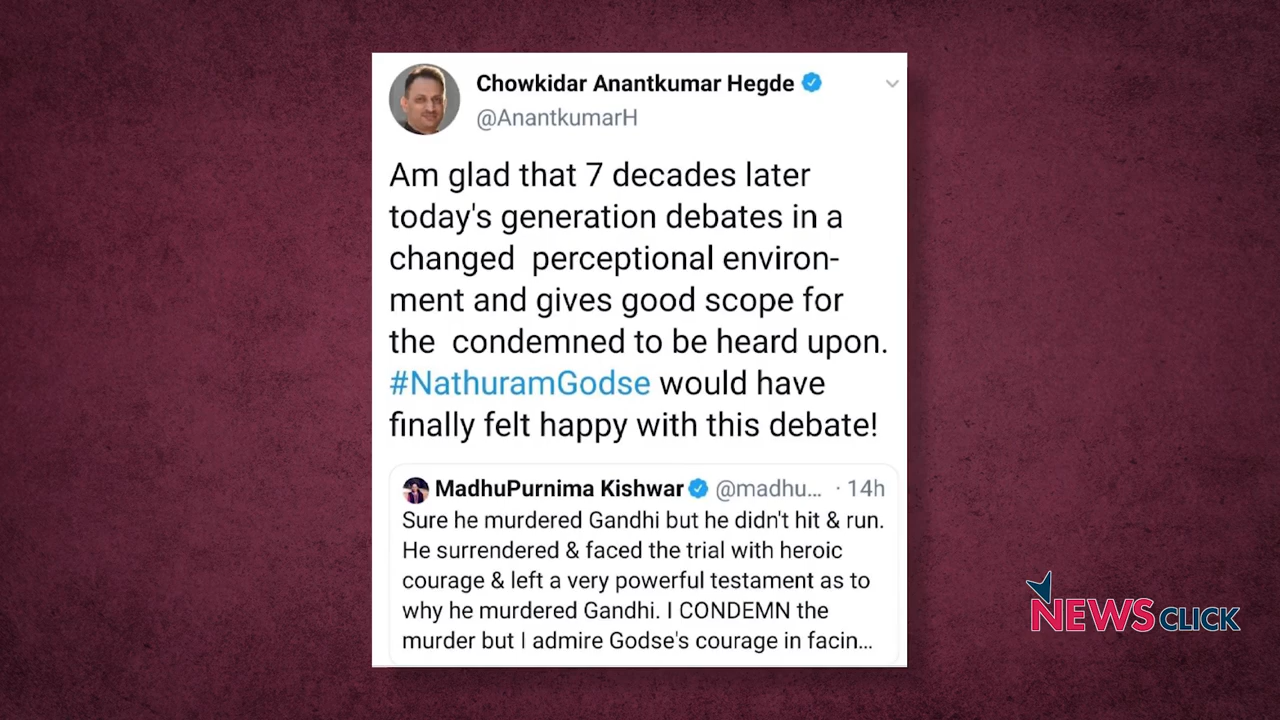 Chowkidar Anantkumar Hegde
@AnantkumarH
Am glad that 7 decades later
today's generation debates in a
changed  perceptional environ-
ment and gives good scope for
the  condemned to be heard upon.
#NathuramGodse would have
finally felt happy with this debate!
MadhuPurnima Kishwar @madhu... · 14h
Sure he murdered Gandhi but he didn't hit & run.
He surrendered & faced the trial with heroic
courage & left a very powerful testament as to
why he murdered Gandhi. I CONDEMN the
murder but I admire Godse's courage in facin...
NEWSCLICK